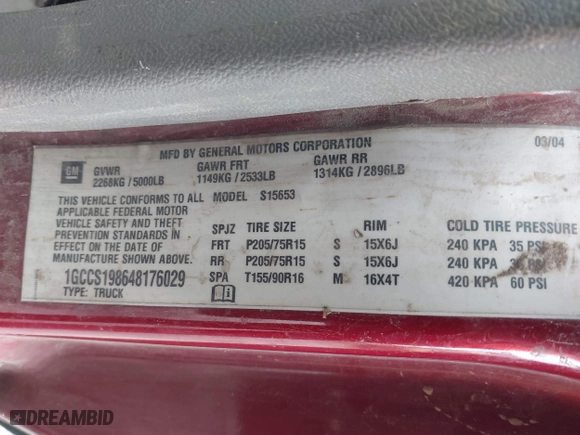 MFD BY GENERAL MOTORS CORPORATION 03/04
GM GVWR GAWR FRT GAWR RR
2268KG / 5000LB 1149KG / 2533LB 1314KG / 2896LB
THIS VEHICLE CONFORMS TO ALL MODEL S15653
APPLICABLE FEDERAL MOTOR
VEHICLE SAFETY AND THEFT SPJZ TIRE SIZE RIM COLD TIRE PRESSURE
PREVENTION STANDARDS FRT P205/75R15 S 15X6J 240 KPA 35 PSI
IN EFFECT ON THE DATE OF RR P205/75R15 S 15X6J 240 KPA 35 PSI
MANUFACTURE SHOWN ABOVE.
1GCCS198648176029 SPA T155/90R16 M 16X4T 420 KPA 60 PSI
TYPE: TRUCK
DREAMBID